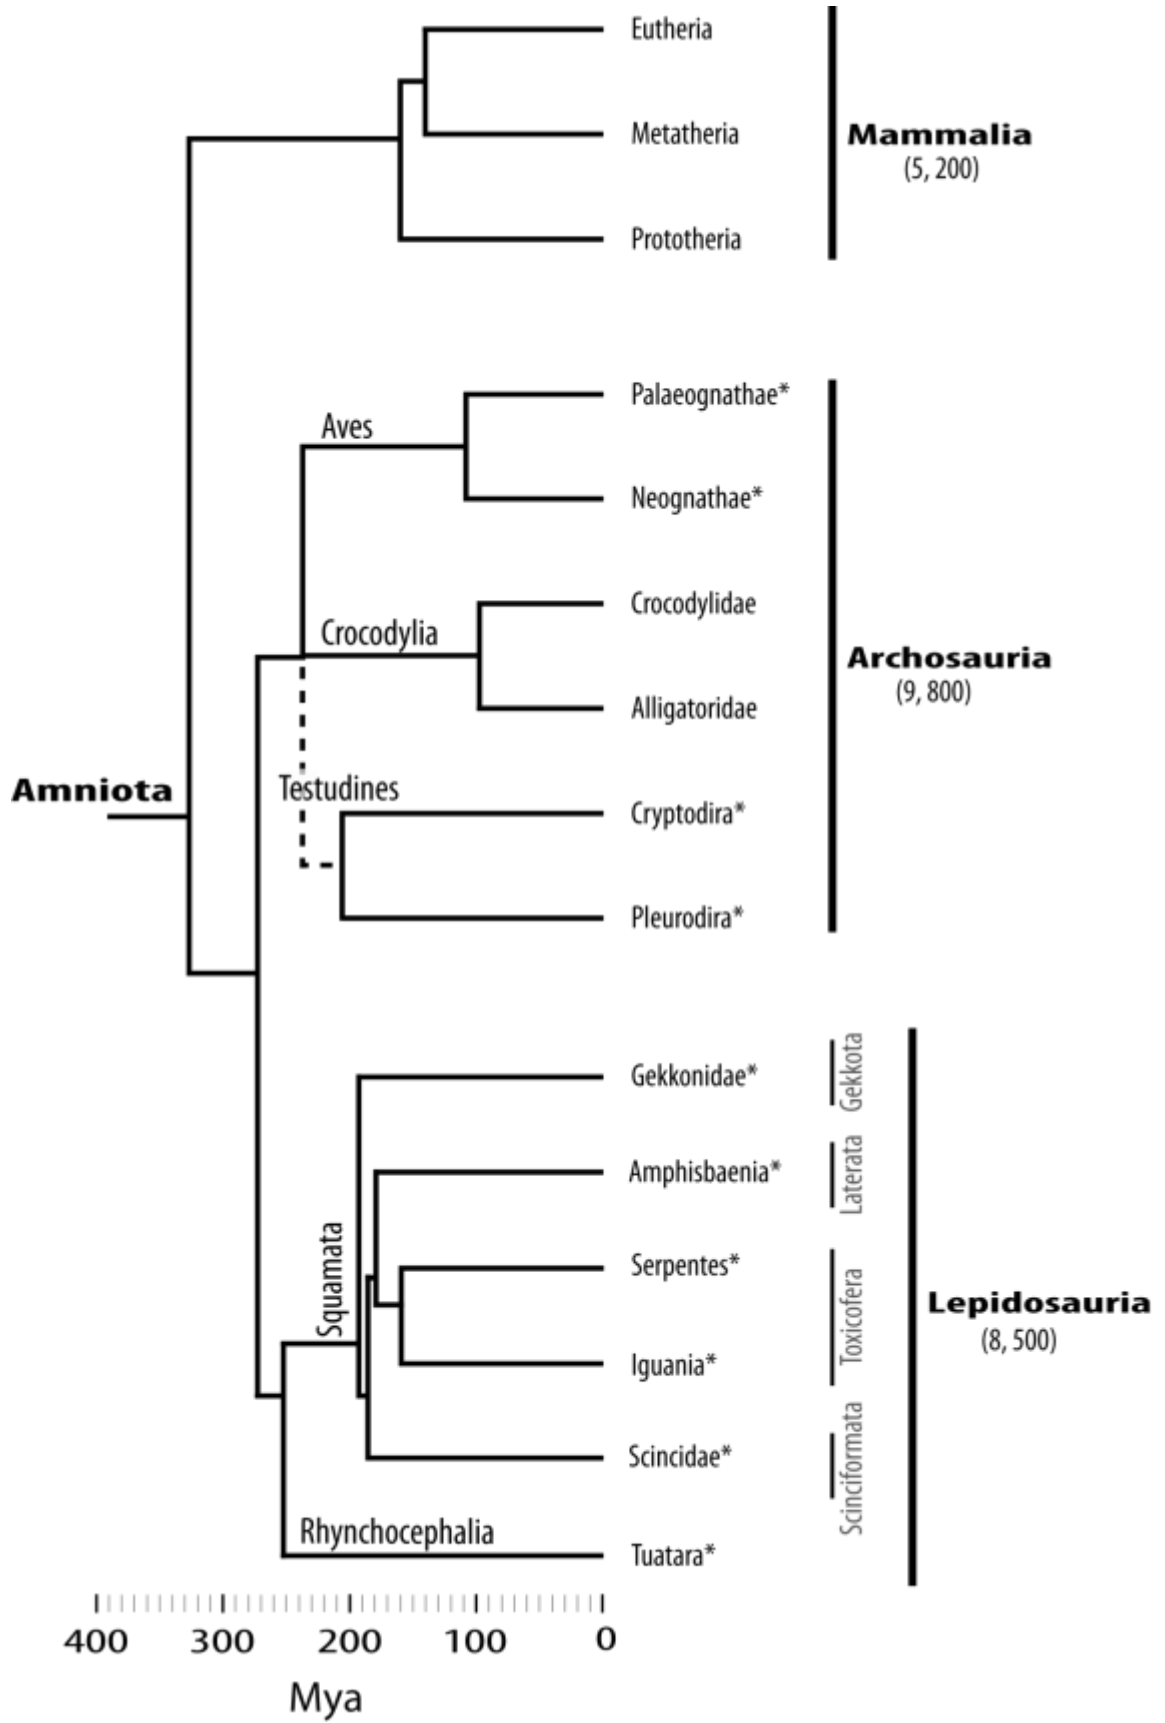 Eutheria
Metatheria
Mammalia
(5, 200)
Prototheria
Palaeognathae*
Aves
Neognathae*
Crocodylidae
Crocodylia
Archosauria
(9, 800)
Alligatoridae
Amniota
Testudines
Cryptodira*
Pleurodira*
Gekkonidae*
Gekkota
Amphisbaenia*
Laterata
Squamata
Serpentes*
Toxicofera
Lepidosauria
(8, 500)
Iguania*
Scincidae*
Scinciformata
Rhynchocephalia
Tuatara*
400 300 200 100 0
Mya